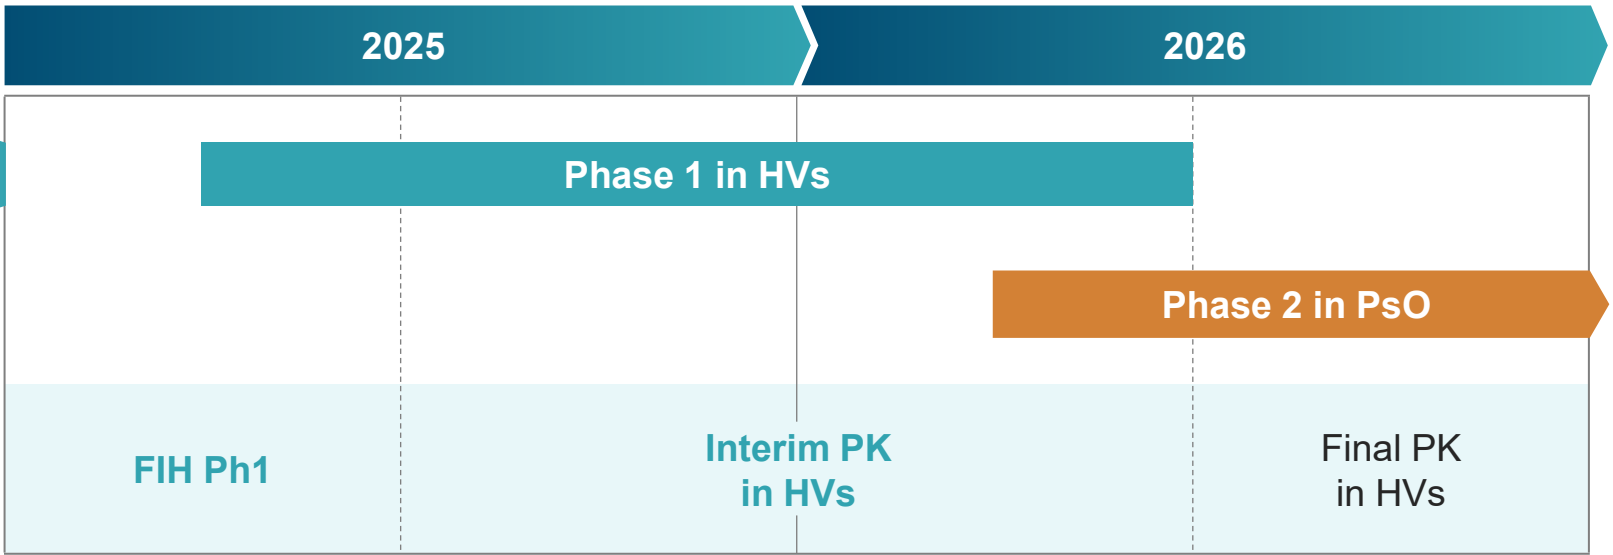 2025
2026
Phase 1 in HVs
Phase 2 in PsO
FIH Ph1
Interim PK
in HVs
Final PK
in HVs